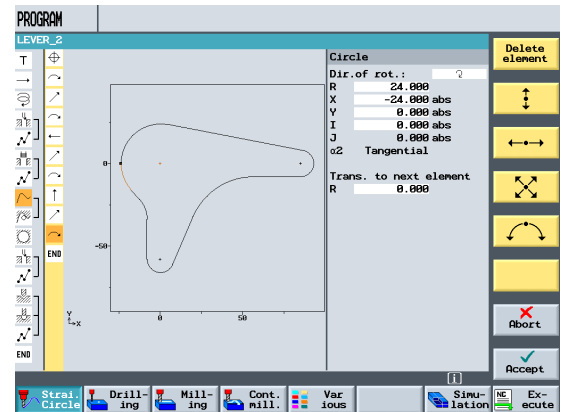 PROGRAM
LEVER_2
T
END
END
0
-50
0
50
Y
X
Circle
Dir.of rot.:
R 24.000
X -24.000 abs
Y 0.000 abs
I 0.000 abs
J 0.000 abs
α2 Tangential
Trans. to next element
R 0.000
Delete
element
Abort
Accept
i
Strai.
Circle
Drill-
ing
Mill-
ing
Cont.
mill.
Var
ious
Simu-
lation
NC
Ex-
ecute